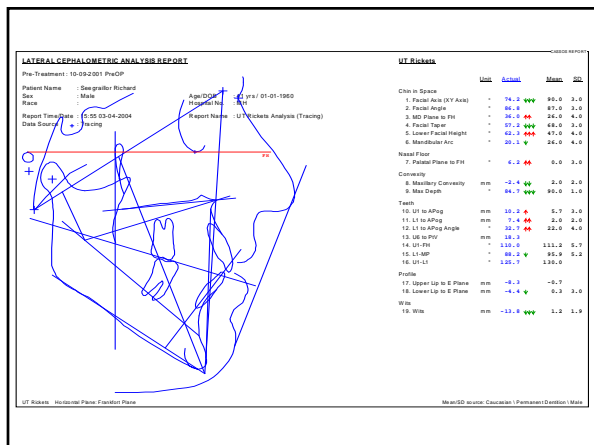 CASSOS REPORT
LATERAL CEPHALOMETRIC ANALYSIS REPORT
Pre-Treatment : 10-09-2001 PreOP
Patient Name : Seegraillor Richard
Sex : Male Age/DOB : yrs / 01-01-1960
Race : Hospital No. : H
Report Time/Date : 15:55 03-04-2004 Report Name : UT Rickets Analysis (Tracing)
Data Source : Tracing
FH
UT Rickets
Unit Actual Mean SD
Chin in Space
1. Facial Axis (XY Axis) ° 74.2 ↓↓↓ 90.0 3.0
2. Facial Angle ° 86.8 87.0 3.0
3. MD Plane to FH ° 36.0 ↑↑ 26.0 4.0
4. Facial Taper ° 57.2 ↓↓↓ 68.0 3.0
5. Lower Facial Height ° 62.3 ↑↑↑ 47.0 4.0
6. Mandibular Arc ° 20.1 ↓ 26.0 4.0
Nasal Floor
7. Palatal Plane to FH ° 6.2 ↑↑ 0.0 3.0
Convexity
8. Maxillary Convexity mm -2.4 ↓↓ 2.0 2.0
9. Max Depth ° 84.7 ↓↓↓ 90.0 1.0
Teeth
10. U1 to APog mm 10.2 ↑ 5.7 3.0
11. L1 to APog mm 7.4 ↑↑ 2.0 2.0
12. L1 to APog Angle ° 32.7 ↑↑ 22.0 4.0
13. U6 to PtV mm 18.3
14. U1-FH ° 110.0 111.2 5.7
15. L1-MP ° 88.2 ↓ 95.9 5.2
16. U1-L1 ° 125.7 130.0
Profile
17. Upper Lip to E Plane mm -8.3 -0.7
18. Lower Lip to E Plane mm -4.4 ↓ 0.3 3.0
Wits
19. Wits mm -13.8 ↓↓↓ 1.2 1.9
UT Rickets Horizontal Plane: Frankfort Plane
Mean/SD source: Caucasian \ Permanent Dentition \ Male